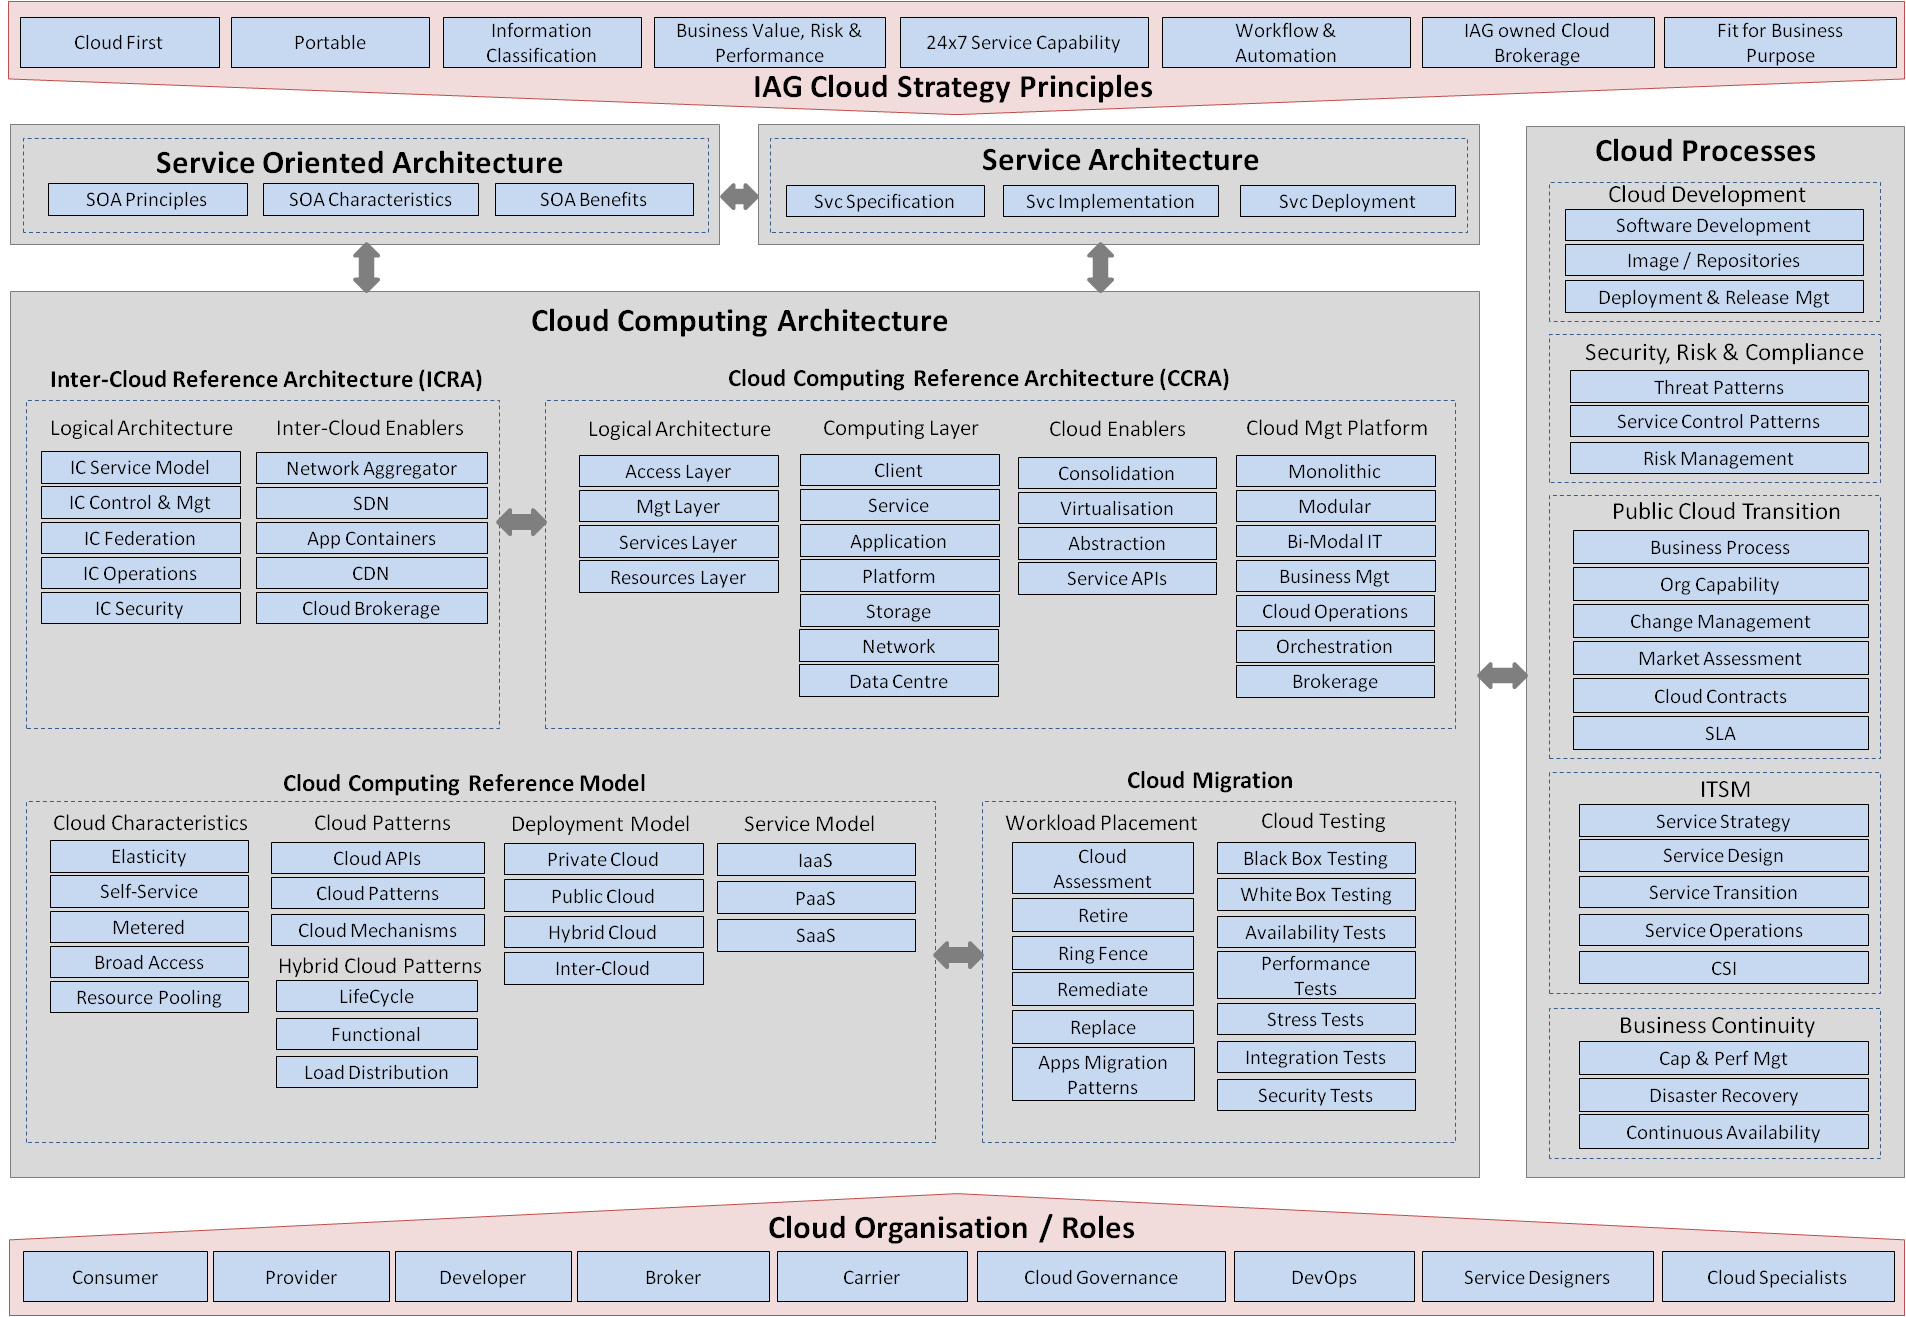 Cloud First
Portable
Information
Classification
Business Value, Risk &
Performance
24x7 Service Capability
Workflow &
Automation
IAG owned Cloud
Brokerage
Fit for Business
Purpose
IAG Cloud Strategy Principles
Service Oriented Architecture
SOA Principles
SOA Characteristics
SOA Benefits
Service Architecture
Svc Specification
Svc Implementation
Svc Deployment
Cloud Computing Architecture
Inter-Cloud Reference Architecture (ICRA)
Logical Architecture
IC Service Model
IC Control & Mgt
IC Federation
IC Operations
IC Security
Inter-Cloud Enablers
Network Aggregator
SDN
App Containers
CDN
Cloud Brokerage
Cloud Computing Reference Architecture (CCRA)
Logical Architecture
Access Layer
Mgt Layer
Services Layer
Resources Layer
Computing Layer
Client
Service
Application
Platform
Storage
Network
Data Centre
Cloud Enablers
Consolidation
Virtualisation
Abstraction
Service APIs
Cloud Mgt Platform
Monolithic
Modular
Bi-Modal IT
Business Mgt
Cloud Operations
Orchestration
Brokerage
Cloud Computing Reference Model
Cloud Characteristics
Elasticity
Self-Service
Metered
Broad Access
Resource Pooling
Cloud Patterns
Cloud APIs
Cloud Patterns
Cloud Mechanisms
Hybrid Cloud Patterns
LifeCycle
Functional
Load Distribution
Deployment Model
Private Cloud
Public Cloud
Hybrid Cloud
Inter-Cloud
Service Model
IaaS
PaaS
SaaS
Cloud Migration
Workload Placement
Cloud
Assessment
Retire
Ring Fence
Remediate
Replace
Apps Migration
Patterns
Cloud Testing
Black Box Testing
White Box Testing
Availability Tests
Performance
Tests
Stress Tests
Integration Tests
Security Tests
Cloud Processes
Cloud Development
Software Development
Image / Repositories
Deployment & Release Mgt
Security, Risk & Compliance
Threat Patterns
Service Control Patterns
Risk Management
Public Cloud Transition
Business Process
Org Capability
Change Management
Market Assessment
Cloud Contracts
SLA
ITSM
Service Strategy
Service Design
Service Transition
Service Operations
CSI
Business Continuity
Cap & Perf Mgt
Disaster Recovery
Continuous Availability
Cloud Organisation / Roles
Consumer
Provider
Developer
Broker
Carrier
Cloud Governance
DevOps
Service Designers
Cloud Specialists